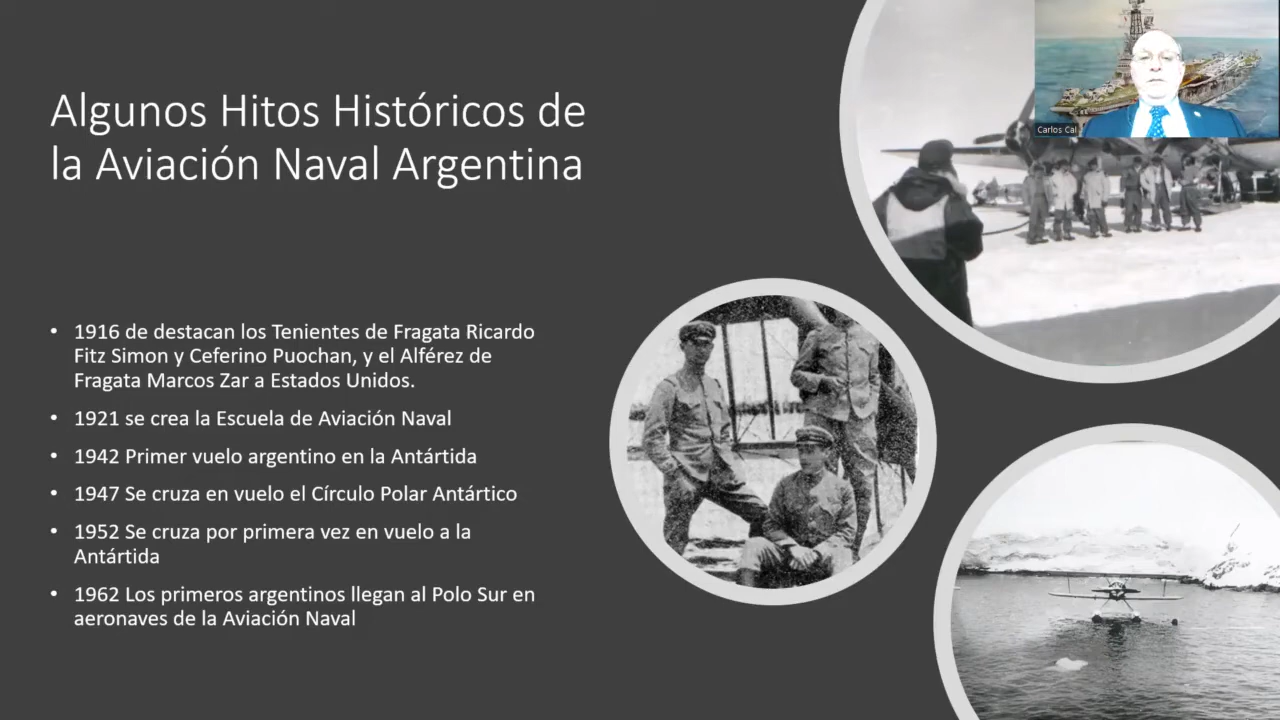 Algunos Hitos Históricos de
la Aviación Naval Argentina
• 1916 de destacan los Tenientes de Fragata Ricardo
Fitz Simon y Ceferino Puochan, y el Alférez de
Fragata Marcos Zar a Estados Unidos.
• 1921 se crea la Escuela de Aviación Naval
• 1942 Primer vuelo argentino en la Antártida
• 1947 Se cruza en vuelo el Círculo Polar Antártico
• 1952 Se cruza por primera vez en vuelo a la
Antártida
• 1962 Los primeros argentinos llegan al Polo Sur en
aeronaves de la Aviación Naval
Carlos Cal